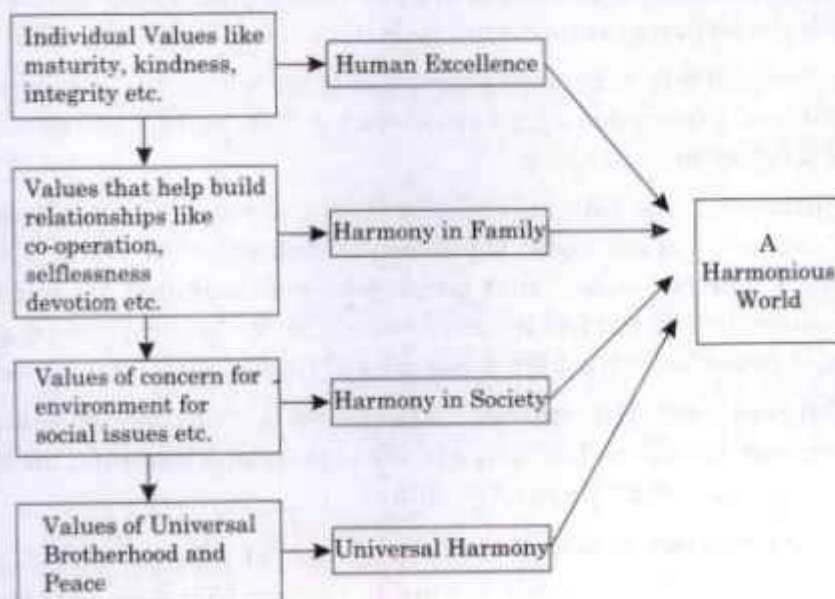 Individual Values like
maturity, kindness,
integrity etc.
Human Excellence
Values that help build
relationships like
co-operation,
selflessness
devotion etc.
Harmony in Family
A
Harmonious
World
Values of concern for
environment for
social issues etc.
Harmony in Society
Values of Universal
Brotherhood and
Peace
Universal Harmony